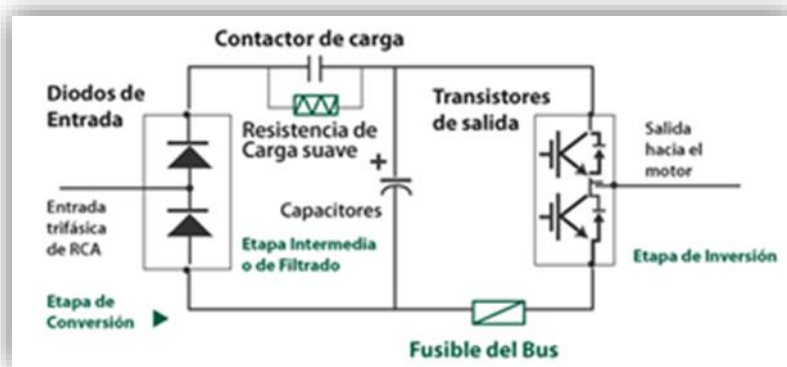 Contactor de carga
Diodos de
Entrada
Transistores
de salida
Resistencia de
Carga suave
+
Salida
hacia el
motor
Entrada
trifásica
de RCA
Capacitores
Etapa Intermedia
o de Filtrado
Etapa de Inversión
Etapa de
Conversión
Fusible del Bus